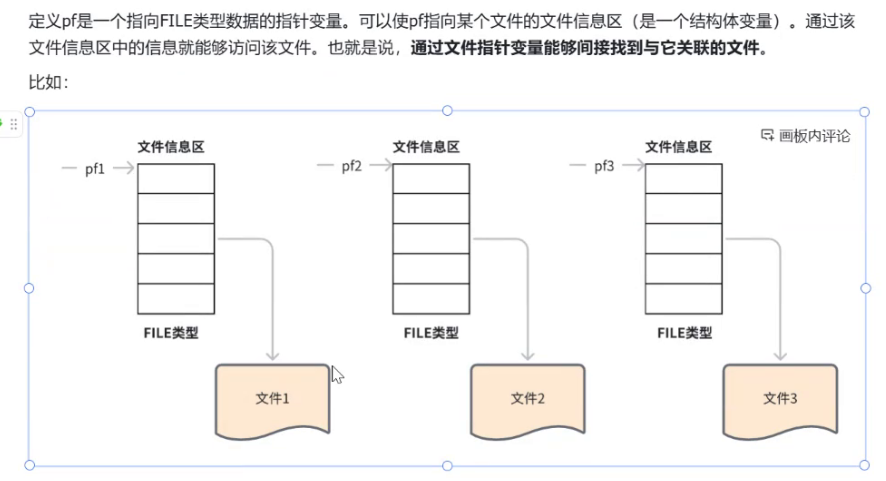 定义pf是一个指向FILE类型数据的指针变量。可以使pf指向某个文件的文件信息区（是一个结构体变量）。通过该
文件信息区中的信息就能够访问该文件。也就是说，通过文件指针变量能够间接找到与它关联的文件。
比如：
画板内评论
文件信息区
文件信息区
文件信息区
pf1
pf2
pf3
FILE类型
FILE类型
FILE类型
文件1
文件2
文件3